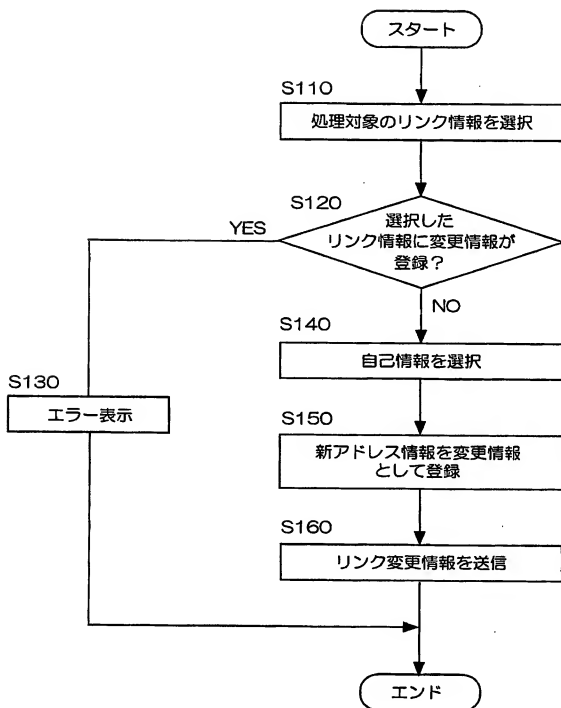 スタート
S110
処理対象のリンク情報を選択
S120
選択した
リンク情報に変更情報が
登録？
YES
NO
S140
自己情報を選択
S130
エラー表示
S150
新アドレス情報を変更情報
として登録
S160
リンク変更情報を送信
エンド